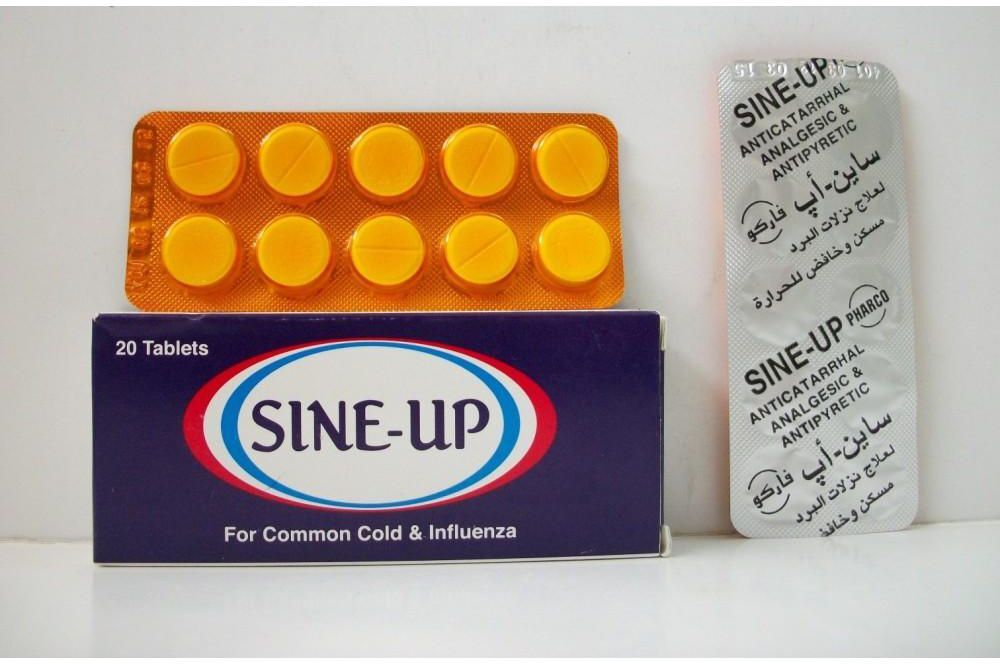 20 Tablets
SINE-UP
For Common Cold & Influenza
SINE-UP
ANTICATARRHAL
ANALGESIC &
ANTIPYRETIC
ساين-أپ فاركو
لعلاج نزلات البرد
مسكن وخافض للحرارة
SINE-UP PHARCO
ANTICATARRHAL
ANALGESIC &
ANTIPYRETIC
ساين-أپ فاركو
لعلاج نزلات البرد
مسكن وخافض